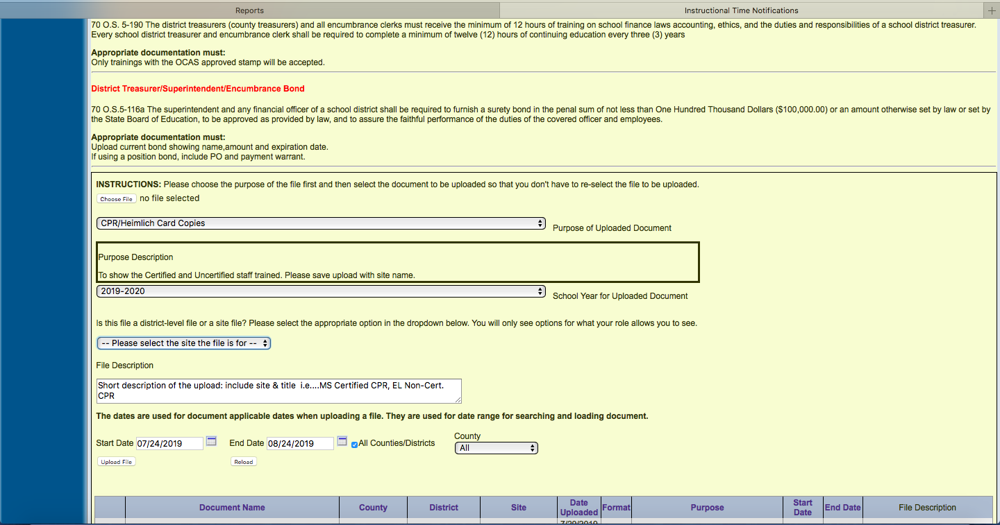 Reports
Instructional Time Notifications
70 O.S. 5-190 The district treasurers (county treasurers) and all encumbrance clerks must receive the minimum of 12 hours of training on school finance laws accounting, ethics, and the duties and responsibilities of a school district treasurer.
Every school district treasurer and encumbrance clerk shall be required to complete a minimum of twelve (12) hours of continuing education every three (3) years
Appropriate documentation must:
Only trainings with the OCAS approved stamp will be accepted.
District Treasurer/Superintendent/Encumbrance Bond
70 O.S.5-116a The superintendent and any financial officer of a school district shall be required to furnish a surety bond in the penal sum of not less than One Hundred Thousand Dollars ($100,000.00) or an amount otherwise set by law or set by
the State Board of Education, to be approved as provided by law, and to assure the faithful performance of the duties of the covered officer and employees.
Appropriate documentation must:
Upload current bond showing name,amount and expiration date.
If using a position bond, include PO and payment warrant.
INSTRUCTIONS: Please choose the purpose of the file first and then select the document to be uploaded so that you don't have to re-select the file to be uploaded.
Choose File no file selected
CPR/Heimlich Card Copies
Purpose of Uploaded Document
Purpose Description
To show the Certified and Uncertified staff trained. Please save upload with site name.
2019-2020
School Year for Uploaded Document
Is this file a district-level file or a site file? Please select the appropriate option in the dropdown below. You will only see options for what your role allows you to see.
-- Please select the site the file is for --
File Description
Short description of the upload: include site & title i.e....MS Certified CPR, EL Non-Cert.
CPR
The dates are used for document applicable dates when uploading a file. They are used for date range for searching and loading document.
County
Start Date 07/24/2019 End Date 08/24/2019 All Counties/Districts
All
Upload File Reload
Document Name County District Site Date Uploaded Format Purpose Start Date End Date File Description
7/29/2019